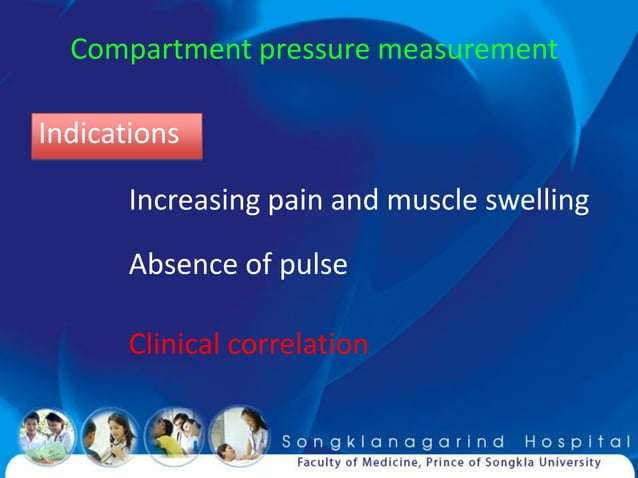 Compartment pressure measurement
Indications
Increasing pain and muscle swelling
Absence of pulse
Clinical correlation
Songklanagarind Hospital
Faculty of Medicine, Prince of Songkla University